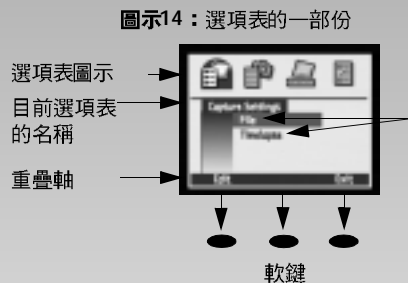 圖示14：選項表的一部份
選項表圖示
目前選項表
的名稱
重疊軸
Capture Settings
File
Timelapse
Edit
Exit
軟鍵